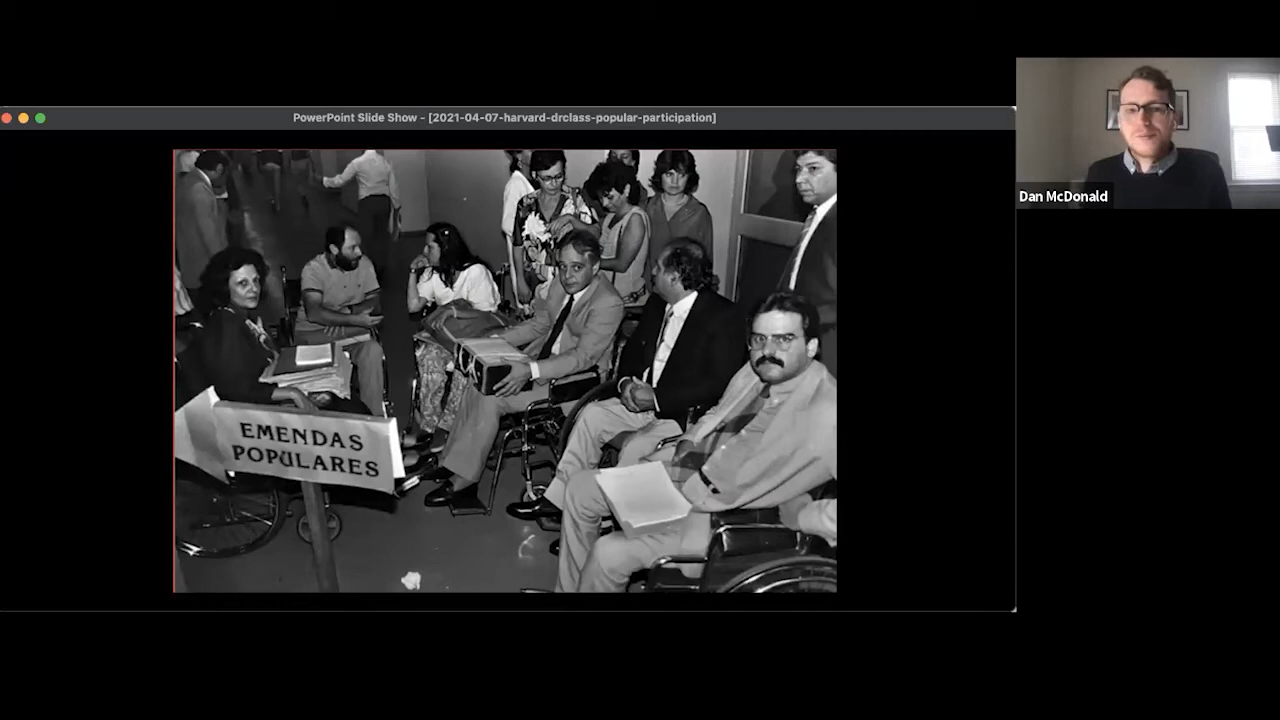 PowerPoint Slide Show - [2021-04-07-harvard-drclass-popular-participation]
Dan McDonald
EMENDAS
POPULARES